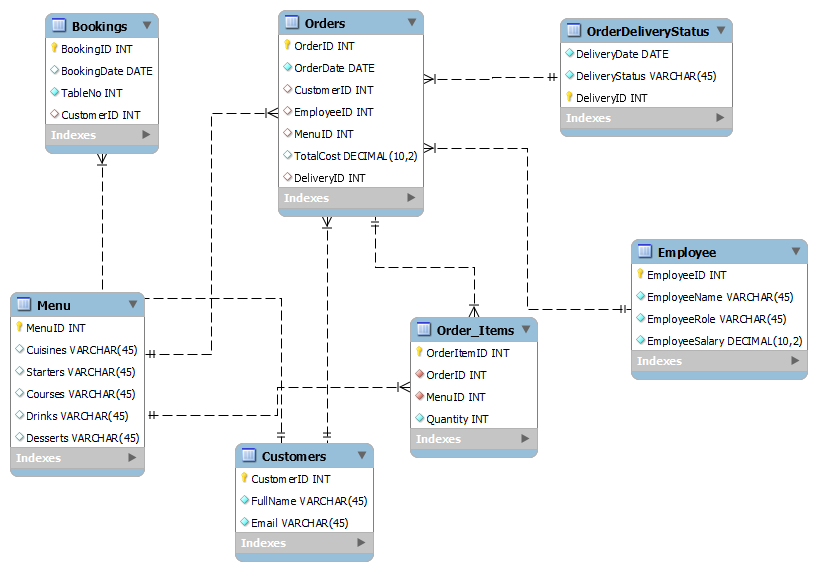 Bookings
BookingID INT
BookingDate DATE
TableNo INT
CustomerID INT
Indexes
Orders
OrderID INT
OrderDate DATE
CustomerID INT
EmployeeID INT
MenuID INT
TotalCost DECIMAL(10,2)
DeliveryID INT
Indexes
OrderDeliveryStatus
DeliveryDate DATE
DeliveryStatus VARCHAR(45)
DeliveryID INT
Indexes
Employee
EmployeeID INT
EmployeeName VARCHAR(45)
EmployeeRole VARCHAR(45)
EmployeeSalary DECIMAL(10,2)
Indexes
Menu
MenuID INT
Cuisines VARCHAR(45)
Starters VARCHAR(45)
Courses VARCHAR(45)
Drinks VARCHAR(45)
Desserts VARCHAR(45)
Indexes
Order_Items
OrderItemID INT
OrderID INT
MenuID INT
Quantity INT
Indexes
Customers
CustomerID INT
FullName VARCHAR(45)
Email VARCHAR(45)
Indexes